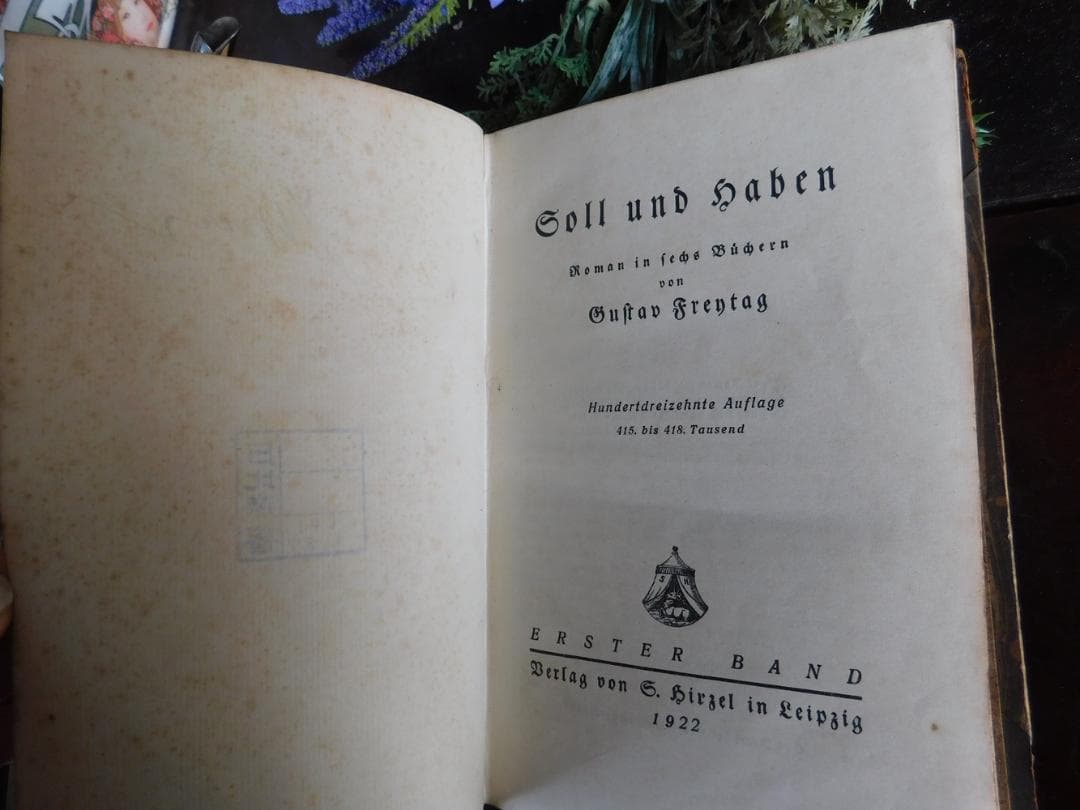 Soll und Haben
Roman in sechs Büchern
von
Gustav Freytag
Hundertdreizehnte Auflage
415. bis 418. Tausend
S H
ERSTER BAND
Verlag von S. Hirzel in Leipzig
1922